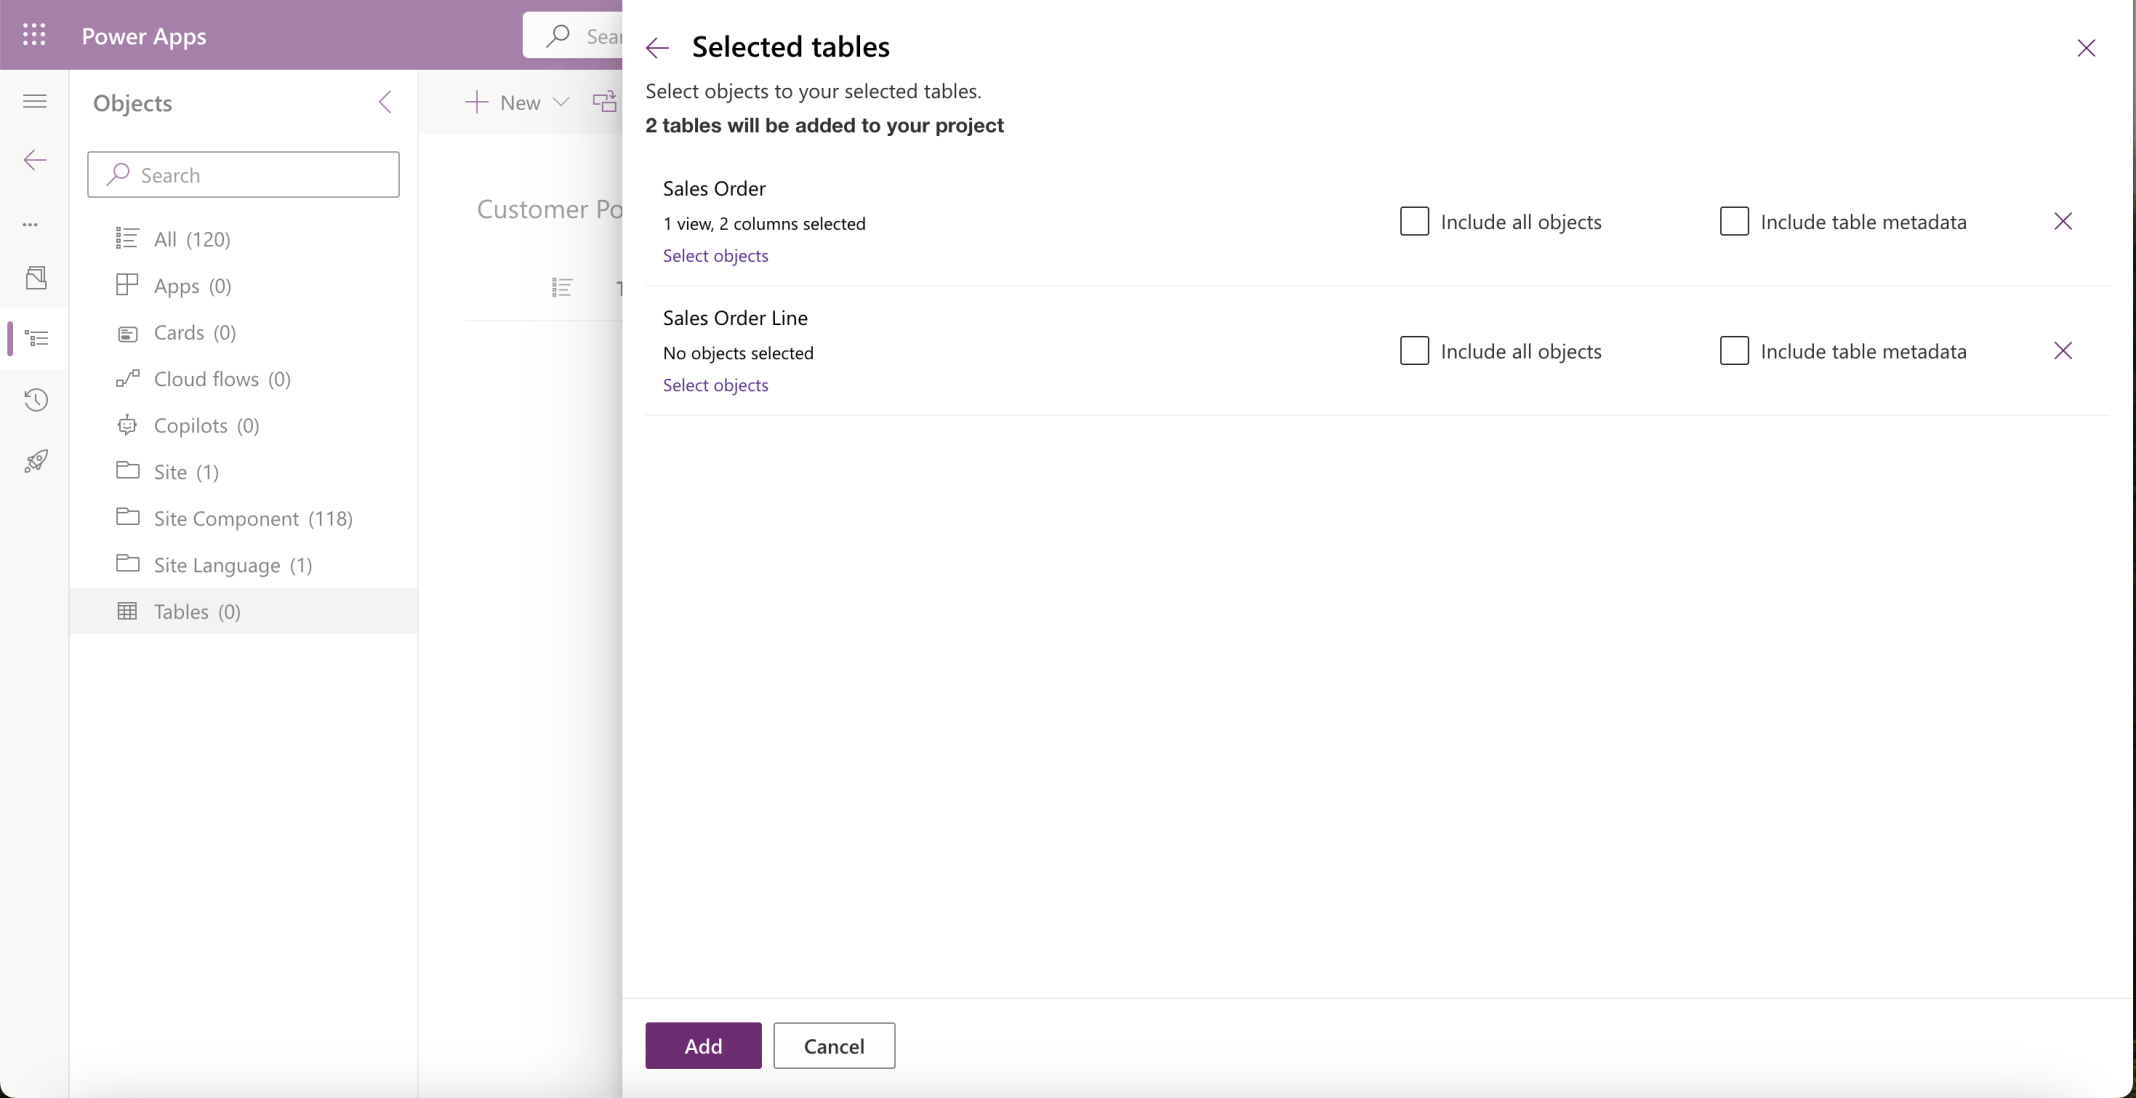 Power Apps
Objects
Search
All (120)
Apps (0)
Cards (0)
Cloud flows (0)
Copilots (0)
Site (1)
Site Component (118)
Site Language (1)
Tables (0)
New
Customer
Selected tables
Select objects to your selected tables.
2 tables will be added to your project
Sales Order
1 view, 2 columns selected
Select objects
Include all objects
Include table metadata
Sales Order Line
No objects selected
Select objects
Include all objects
Include table metadata
Add
Cancel